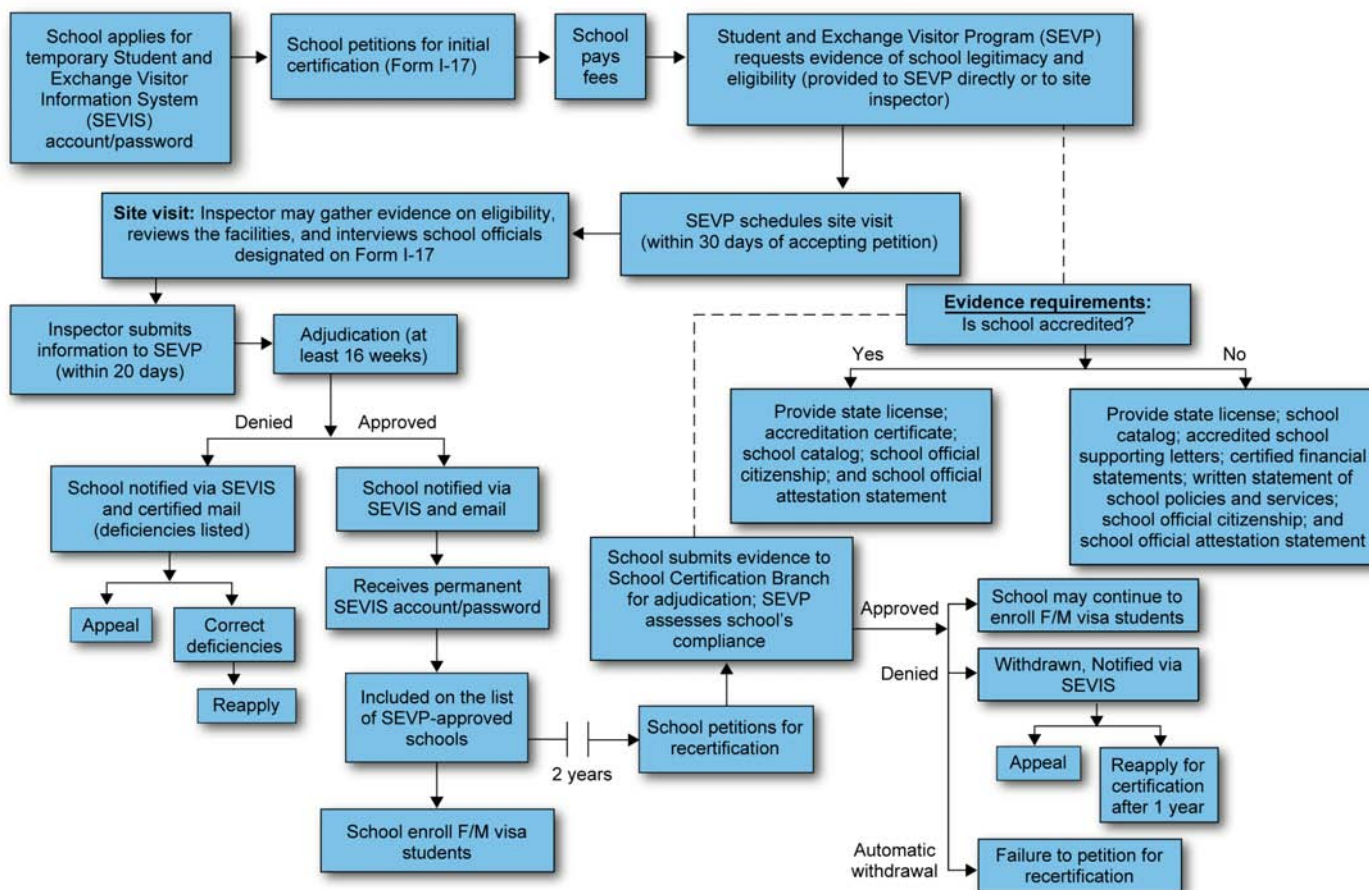 School applies for
temporary Student and
Exchange Visitor
Information System
(SEVIS)
account/password
School petitions for initial
certification (Form I-17)
School
pays
fees
Student and Exchange Visitor Program (SEVP)
requests evidence of school legitimacy and
eligibility (provided to SEVP directly or to site
inspector)
SEVP schedules site visit
(within 30 days of accepting petition)
Site visit: Inspector may gather evidence on eligibility,
reviews the facilities, and interviews school officials
designated on Form I-17
Inspector submits
information to SEVP
(within 20 days)
Adjudication (at
least 16 weeks)
Denied
Approved
School notified via SEVIS
and certified mail
(deficiencies listed)
Appeal
Correct
deficiencies
Reapply
School notified via
SEVIS and email
Receives permanent
SEVIS account/password
Included on the list
of SEVP-approved
schools
School enroll F/M visa
students
2 years
School petitions for
recertification
School submits evidence to
School Certification Branch
for adjudication; SEVP
assesses school's
compliance
Evidence requirements:
Is school accredited?
Yes
No
Provide state license;
accreditation certificate;
school catalog; school official
citizenship; and school official
attestation statement
Provide state license; school
catalog; accredited school
supporting letters; certified financial
statements; written statement of
school policies and services;
school official citizenship; and
school official attestation statement
Approved
School may continue to
enroll F/M visa students
Denied
Withdrawn, Notified via
SEVIS
Appeal
Reapply for
certification
after 1 year
Automatic
withdrawal
Failure to petition for
recertification